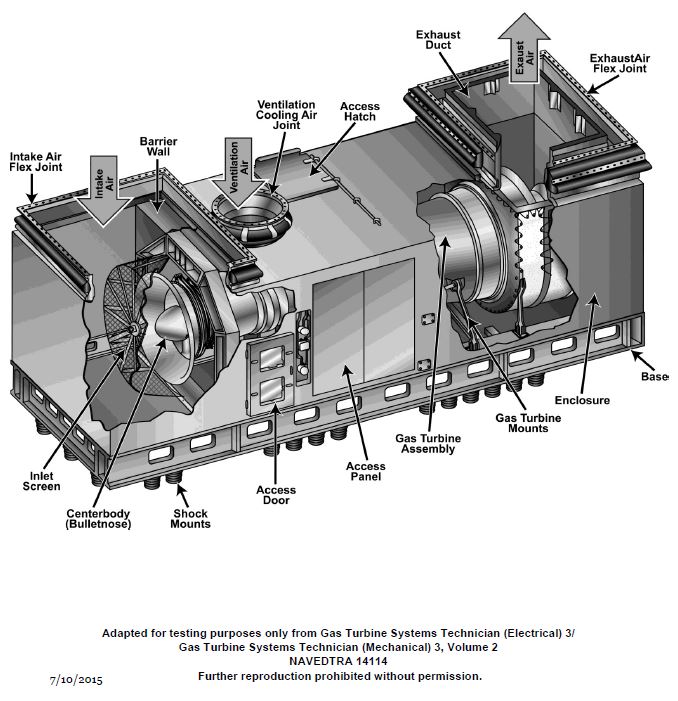 Exhaust
Duct
Exaust
Air
ExhaustAir
Flex Joint
Ventilation
Cooling Air
Joint
Access
Hatch
Barrier
Wall
Intake Air
Flex Joint
Intake
Air
Ventilation
Air
Base
Enclosure
Gas Turbine
Mounts
Gas Turbine
Assembly
Access
Panel
Access
Door
Inlet
Screen
Centerbody
(Bulletnose)
Shock
Mounts
Adapted for testing purposes only from Gas Turbine Systems Technician (Electrical) 3/
Gas Turbine Systems Technician (Mechanical) 3, Volume 2
NAVEDTRA 14114
Further reproduction prohibited without permission.
7/10/2015